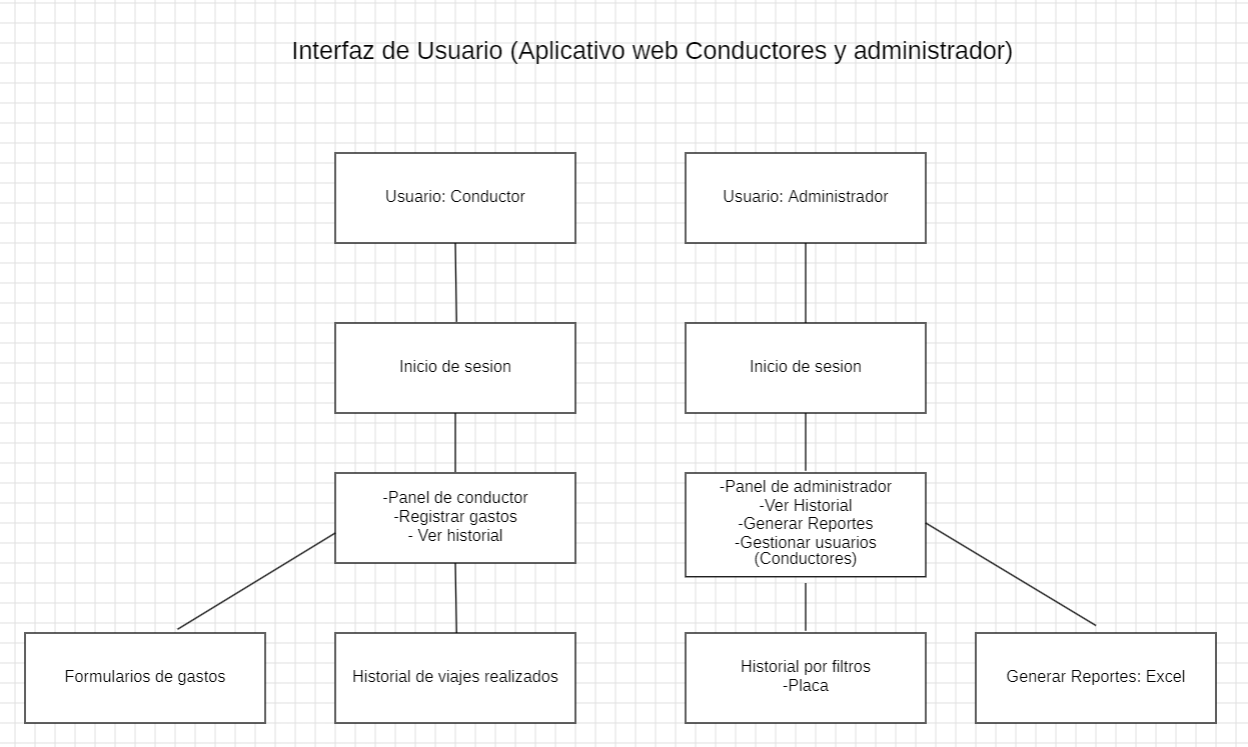 Interfaz de Usuario (Aplicativo web Conductores y administrador)
Usuario: Conductor
Usuario: Administrador
Inicio de sesion
Inicio de sesion
-Panel de conductor
-Registrar gastos
- Ver historial
-Panel de administrador
-Ver Historial
-Generar Reportes
-Gestionar usuarios
(Conductores)
Formularios de gastos
Historial de viajes realizados
Historial por filtros
-Placa
Generar Reportes: Excel